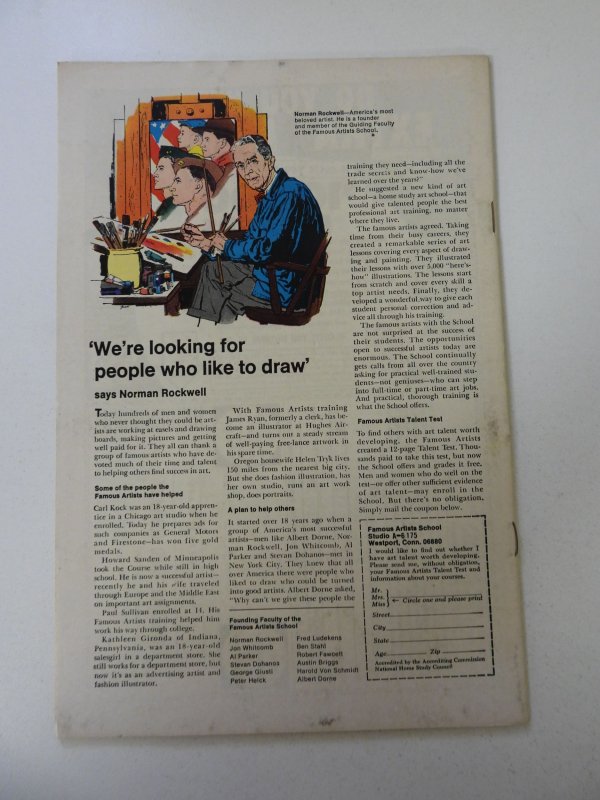 Norman Rockwell—America's most
beloved artist. He is a founder
and member of the Guiding Faculty
of the Famous Artists School.
'We're looking for
people who like to draw'
says Norman Rockwell
Today hundreds of men and women
who never thought they could be art-
ists are working at easels and drawing
boards, making pictures and getting
well paid for it. They all can thank a
group of famous artists who have de-
voted much of their time and talent
to helping others find success in art.
Some of the people the
Famous Artists have helped
Carl Kock was an 18-year-old appren-
tice in a Chicago art studio when he
enrolled. Today he prepares ads for
such companies as General Motors
and Firestone—has won five gold
medals.
Howard Sanden of Minneapolis
took the Course while still in high
school. He is now a successful artist—
recently he and his wife traveled
through Europe and the Middle East
on important art assignments.
Paul Sullivan enrolled at 14. His
Famous Artists training helped him
work his way through college.
Kathleen Gironda of Indiana,
Pennsylvania, was an 18-year-old
salesgirl in a department store. She
still works for a department store, but
now it's as an advertising artist and
fashion illustrator.
With Famous Artists training
James Ryan, formerly a clerk, has be-
come an illustrator at Hughes Air-
craft—and turns out a steady stream
of well-paying free-lance artwork in
his spare time.
Oregon housewife Helen Tryk lives
150 miles from the nearest big city.
But she does fashion illustration, has
her own studio, runs an art work
shop, does portraits.
A plan to help others
It started over 18 years ago when a
group of America's most successful
artists—men like Albert Dorne, Nor-
man Rockwell, Jon Whitcomb, Al
Parker and Stevan Dohanos—met in
New York City. They knew that all
over America there were people who
liked to draw who could be turned
into good artists. Albert Dorne asked,
"Why can't we give these people the
Founding Faculty of the
Famous Artists School
Norman Rockwell
Jon Whitcomb
Al Parker
Stevan Dohanos
George Giusti
Peter Helck
Fred Ludekens
Ben Stahl
Robert Fawcett
Austin Briggs
Harold Von Schmidt
Albert Dorne
training they need—including all the
trade secrets and know-how we've
learned over the years?"
He suggested a new kind of art
school—a home study art school—that
would give talented people the best
professional art training, no matter
where they live.
The famous artists agreed. Taking
time from their busy careers, they
created a remarkable series of art
lessons covering every aspect of draw-
ing and painting. They illustrated
their lessons with over 5,000 "here's-
how" illustrations. The lessons start
from scratch and cover every skill a
top artist needs. Finally, they de-
veloped a wonderful way to give each
student personal correction and ad-
vice all through his training.
The famous artists with the School
are not surprised at the success of
their students. The opportunities
open to successful artists today are
enormous. The School continually
gets calls from all over the country
asking for practical well-trained stu-
dents—not geniuses—who can step
into full-time or part-time art jobs.
And practical, thorough training is
what the School offers.
Famous Artists Talent Test
To find others with art talent worth
developing, the Famous Artists
created a 12-page Talent Test. Thou-
sands paid to take this test, but now
the School offers and grades it free.
Men and women who do well on the
test—or offer other sufficient evidence
of art talent—may enroll in the
School. But there's no obligation.
Simply mail the coupon below.
Famous Artists School
Studio A-6175
Westport, Conn. 06880
I would like to find out whether I
have art talent worth developing.
Please send me, without obligation,
your Famous Artists Talent Test and
information about your courses.
Mr.
Mrs. Circle one and please print
Miss
Street
City
State
Age Zip
Accredited by the Accrediting Commission
National Home Study Council